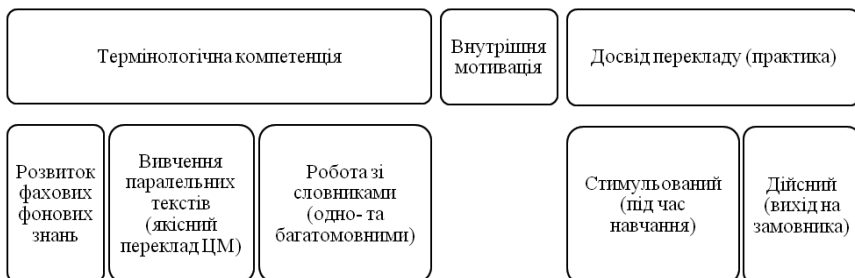 Термінологічна компетенція
Внутрішня
мотивація
Досвід перекладу (практика)
Розвиток
фахових
фонових
знань
Вивчення
паралельних
текстів
(якісний
переклад ЦМ)
Робота зі
словниками
(одно- та
багатомовними)
Стимульований
(під час
навчання)
Дійсний
(вихід на
замовника)